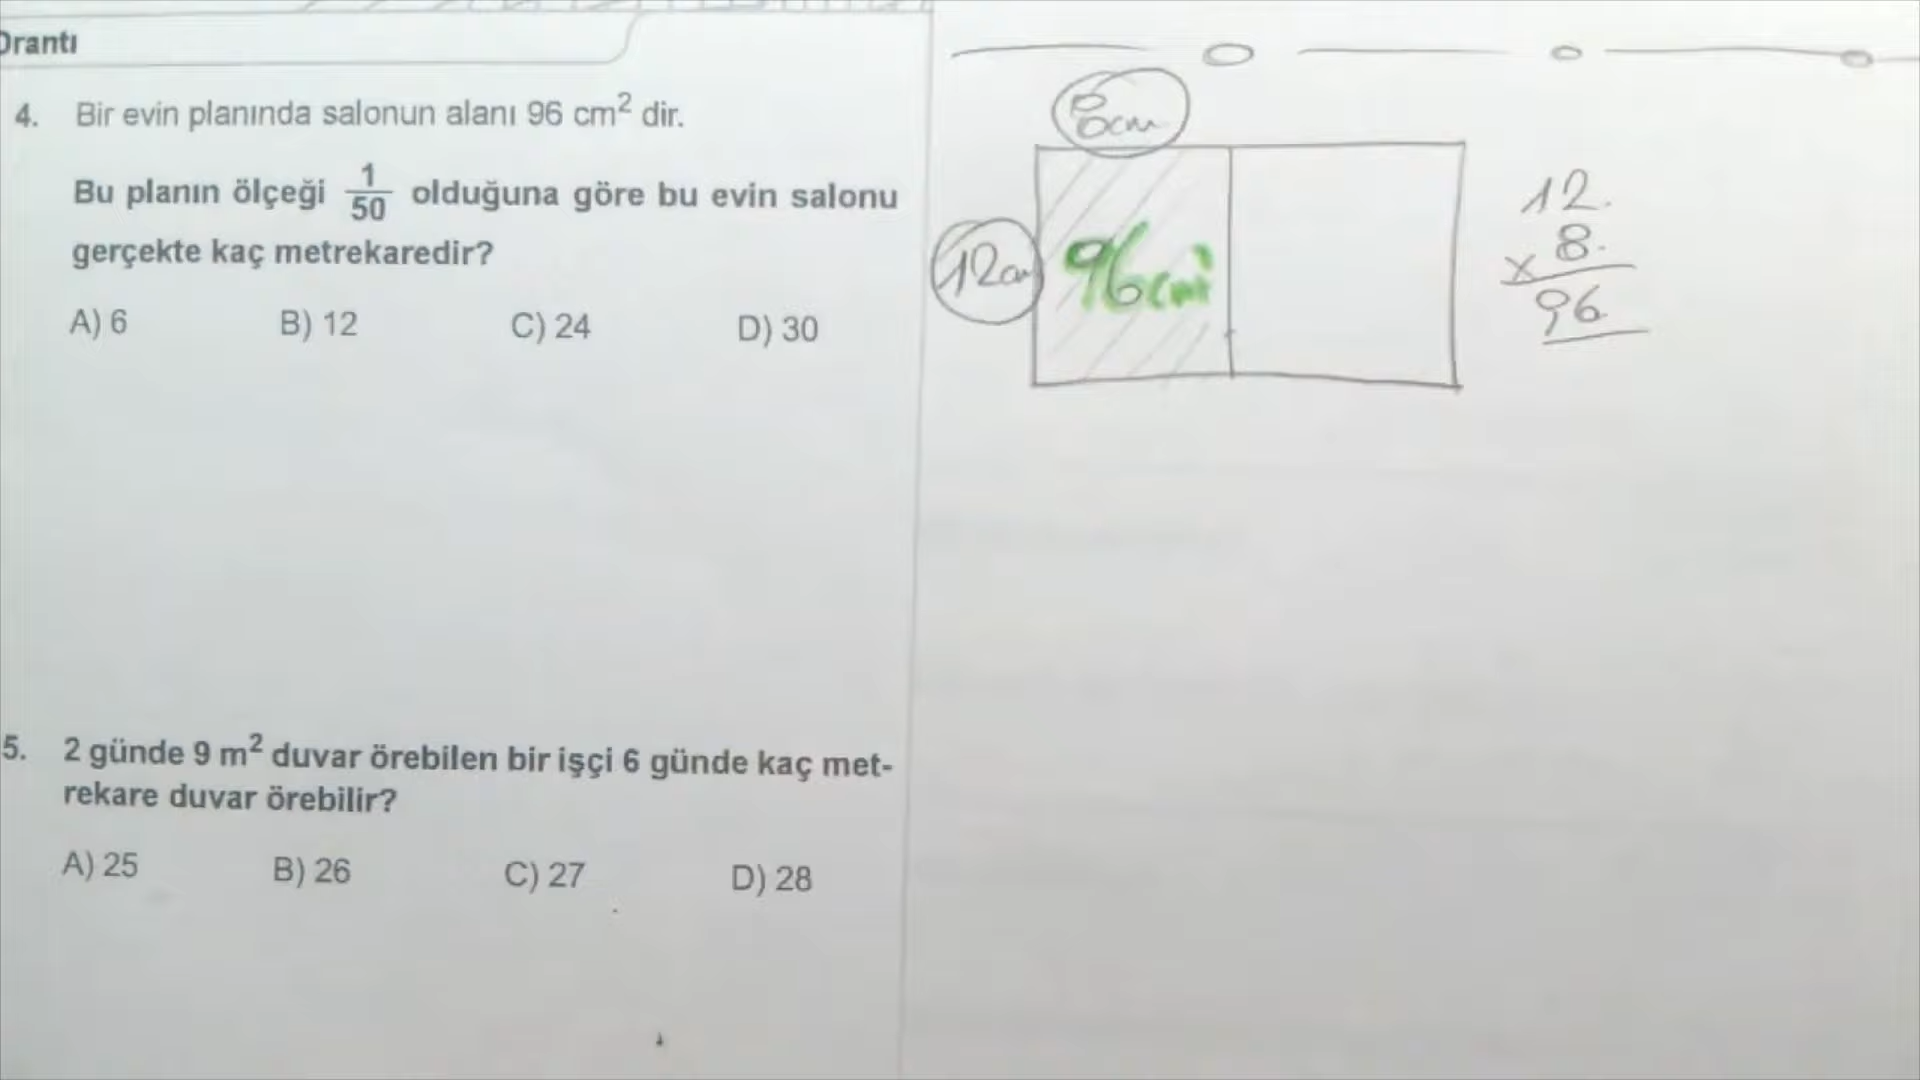 Orantı
4. Bir evin planında salonun alanı 96 cm² dir.
Bu planın ölçeği 1/50 olduğuna göre bu evin salonu
gerçekte kaç metrekaredir?
A) 6 B) 12 C) 24 D) 30
5. 2 günde 9 m² duvar örebilen bir işçi 6 günde kaç met-
rekare duvar örebilir?
A) 25 B) 26 C) 27 D) 28
8cm
12cm
96cm²
12.
x 8.
96